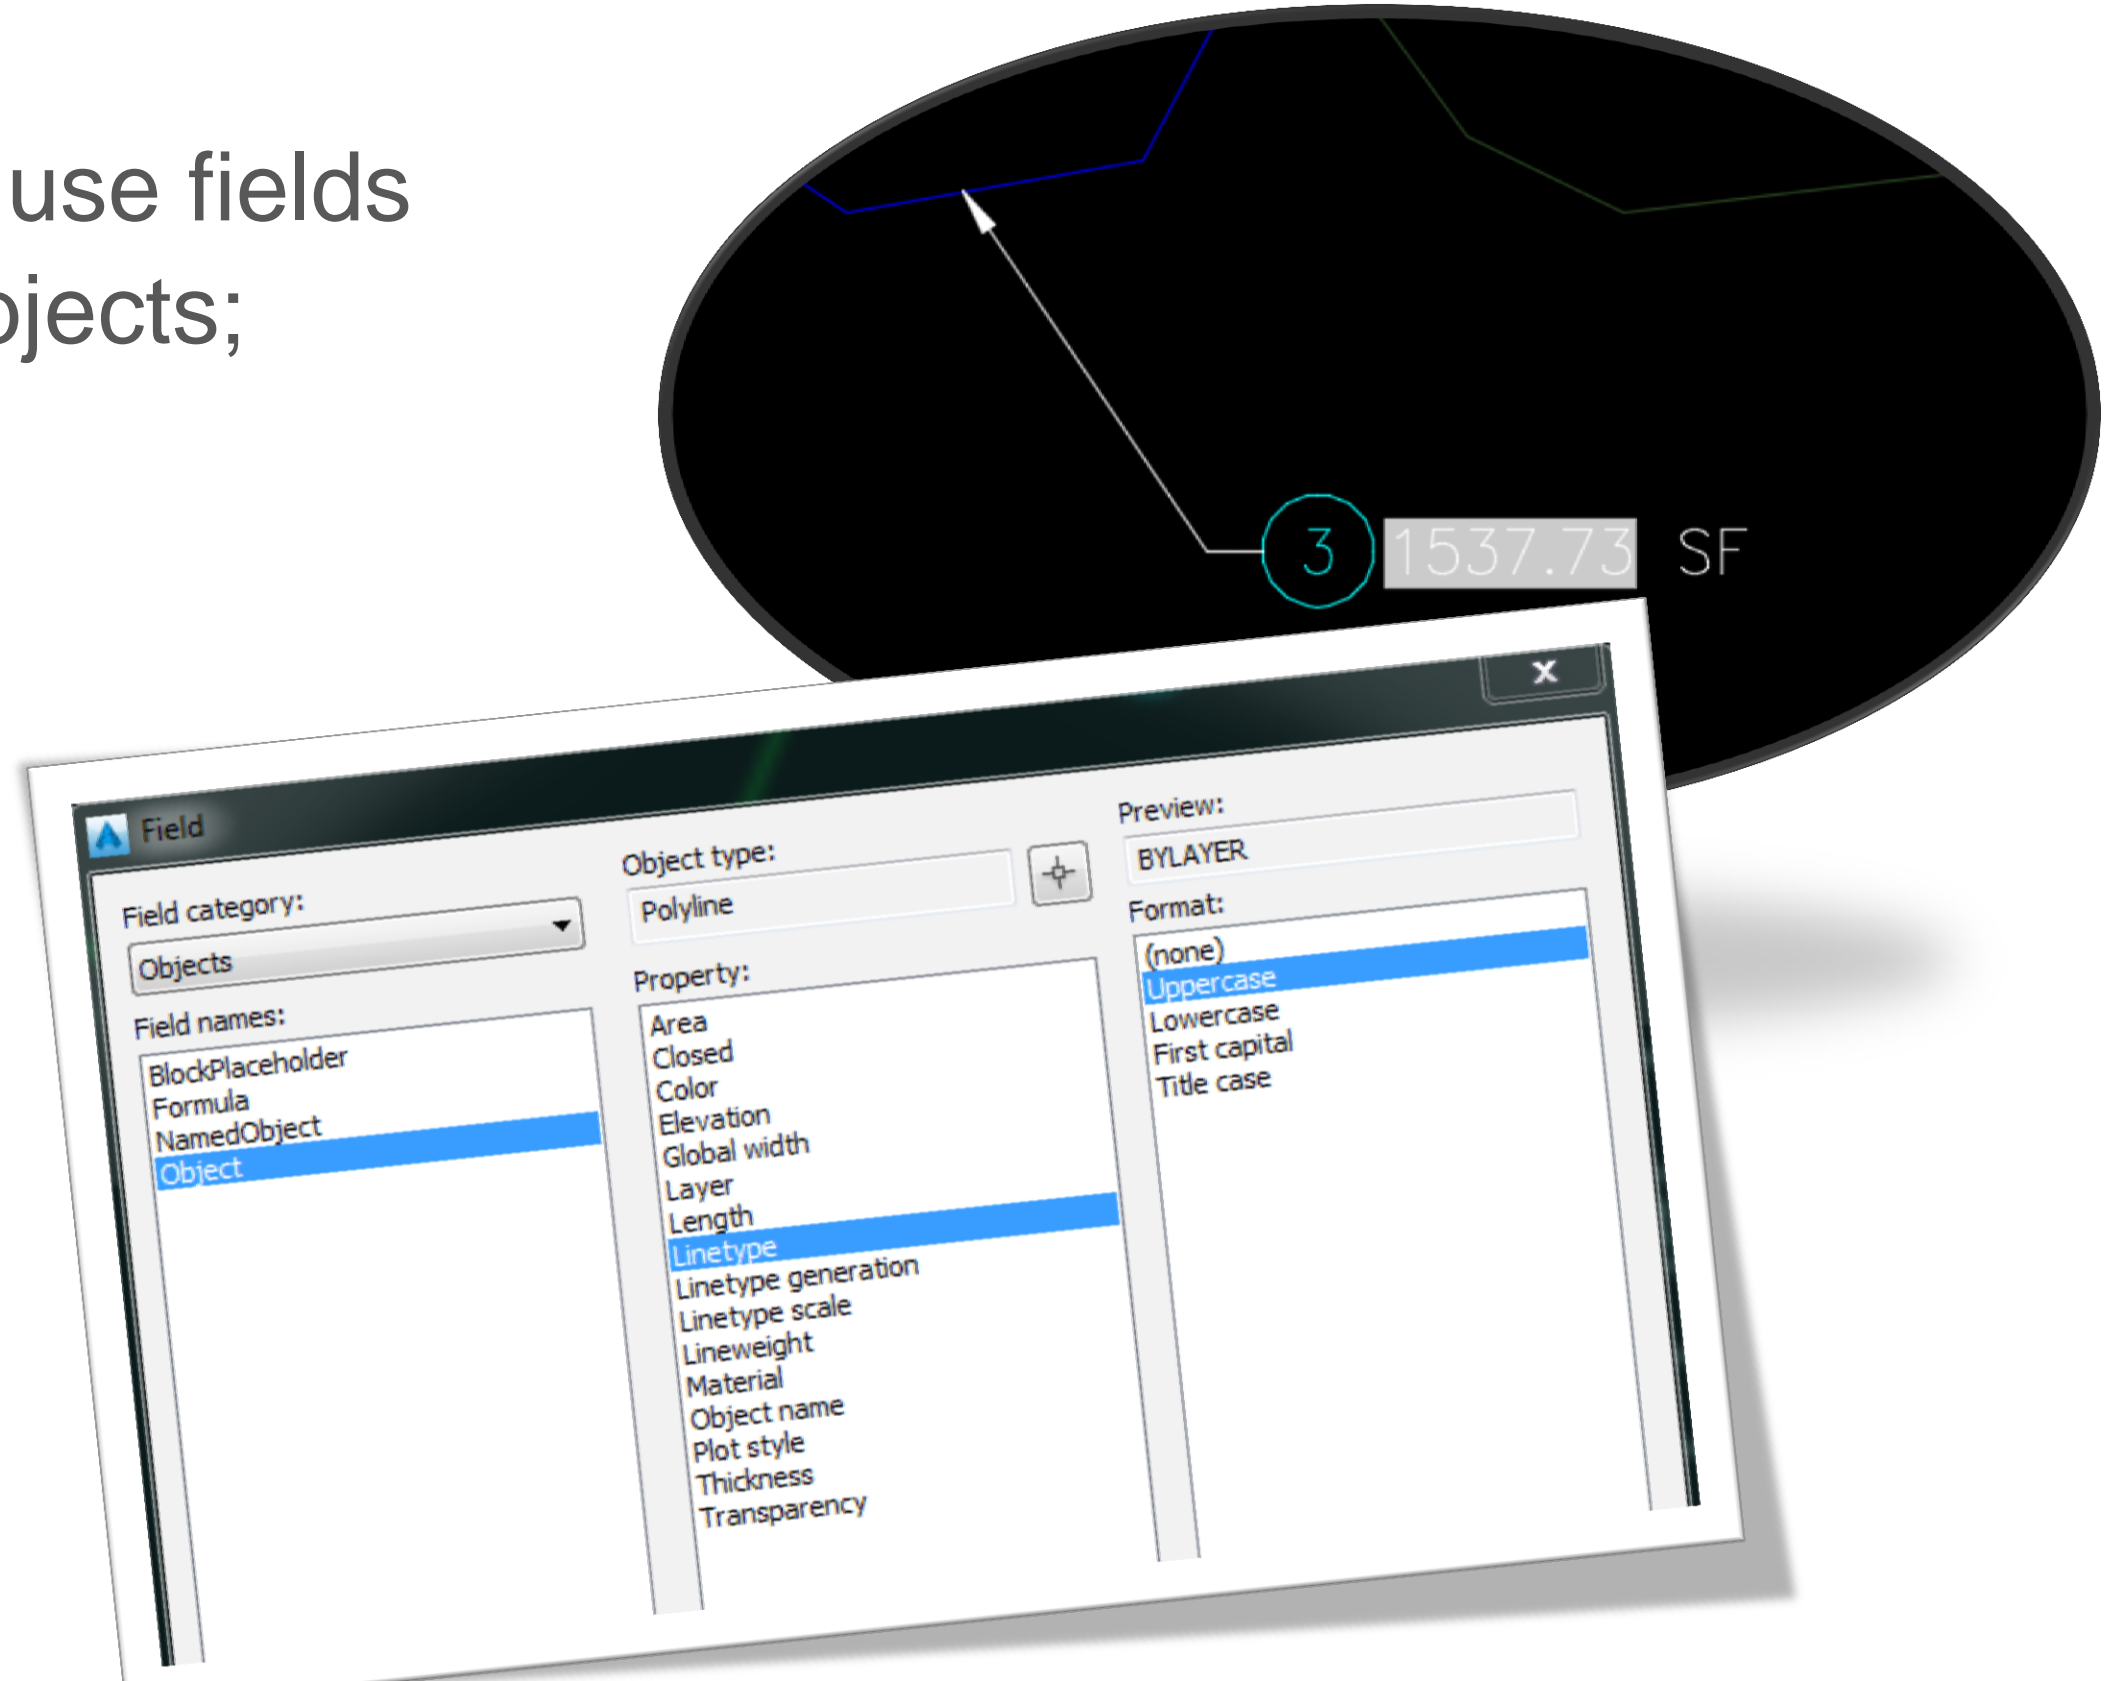 use fields
bjects;
3 1537.73 SF
x
Field
Field category:
Objects
Field names:
BlockPlaceholder
Formula
NamedObject
Object
Object type:
Polyline
Property:
Area
Closed
Color
Elevation
Global width
Layer
Length
Linetype
Linetype generation
Linetype scale
Lineweight
Material
Object name
Plot style
Thickness
Transparency
Preview:
BYLAYER
Format:
(none)
Uppercase
Lowercase
First capital
Title case